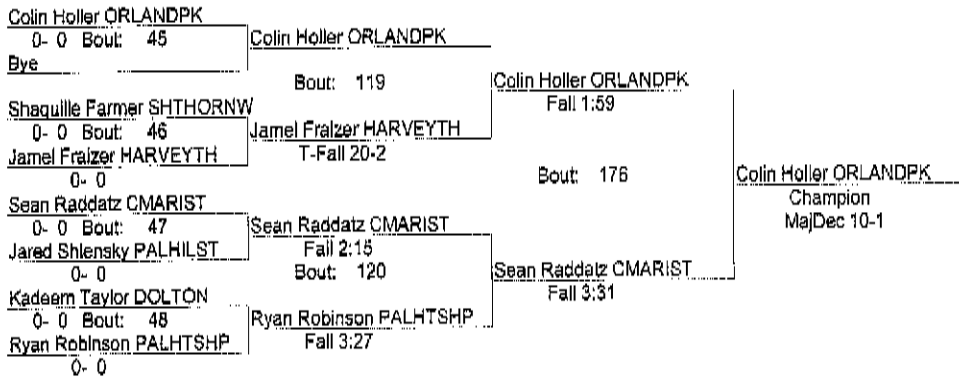 Colin Holler ORLANDPK
0- 0 Bout: 45
Bye
Shaquille Farmer SHTHORNW
0- 0 Bout: 46
Jamel Fraizer HARVEYTH
0- 0
Sean Raddatz CMARIST
0- 0 Bout: 47
Jared Shlensky PALHILST
0- 0
Kadeem Taylor DOLTON
0- 0 Bout: 48
Ryan Robinson PALHTSHP
0- 0
Colin Holler ORLANDPK
Bout: 119
Jamel Fraizer HARVEYTH
T-Fall 20-2
Sean Raddatz CMARIST
Fall 2:15
Bout: 120
Ryan Robinson PALHTSHP
Fall 3:27
Colin Holler ORLANDPK
Fall 1:59
Bout: 176
Sean Raddatz CMARIST
Fall 3:31
Colin Holler ORLANDPK
Champion
MajDec 10-1